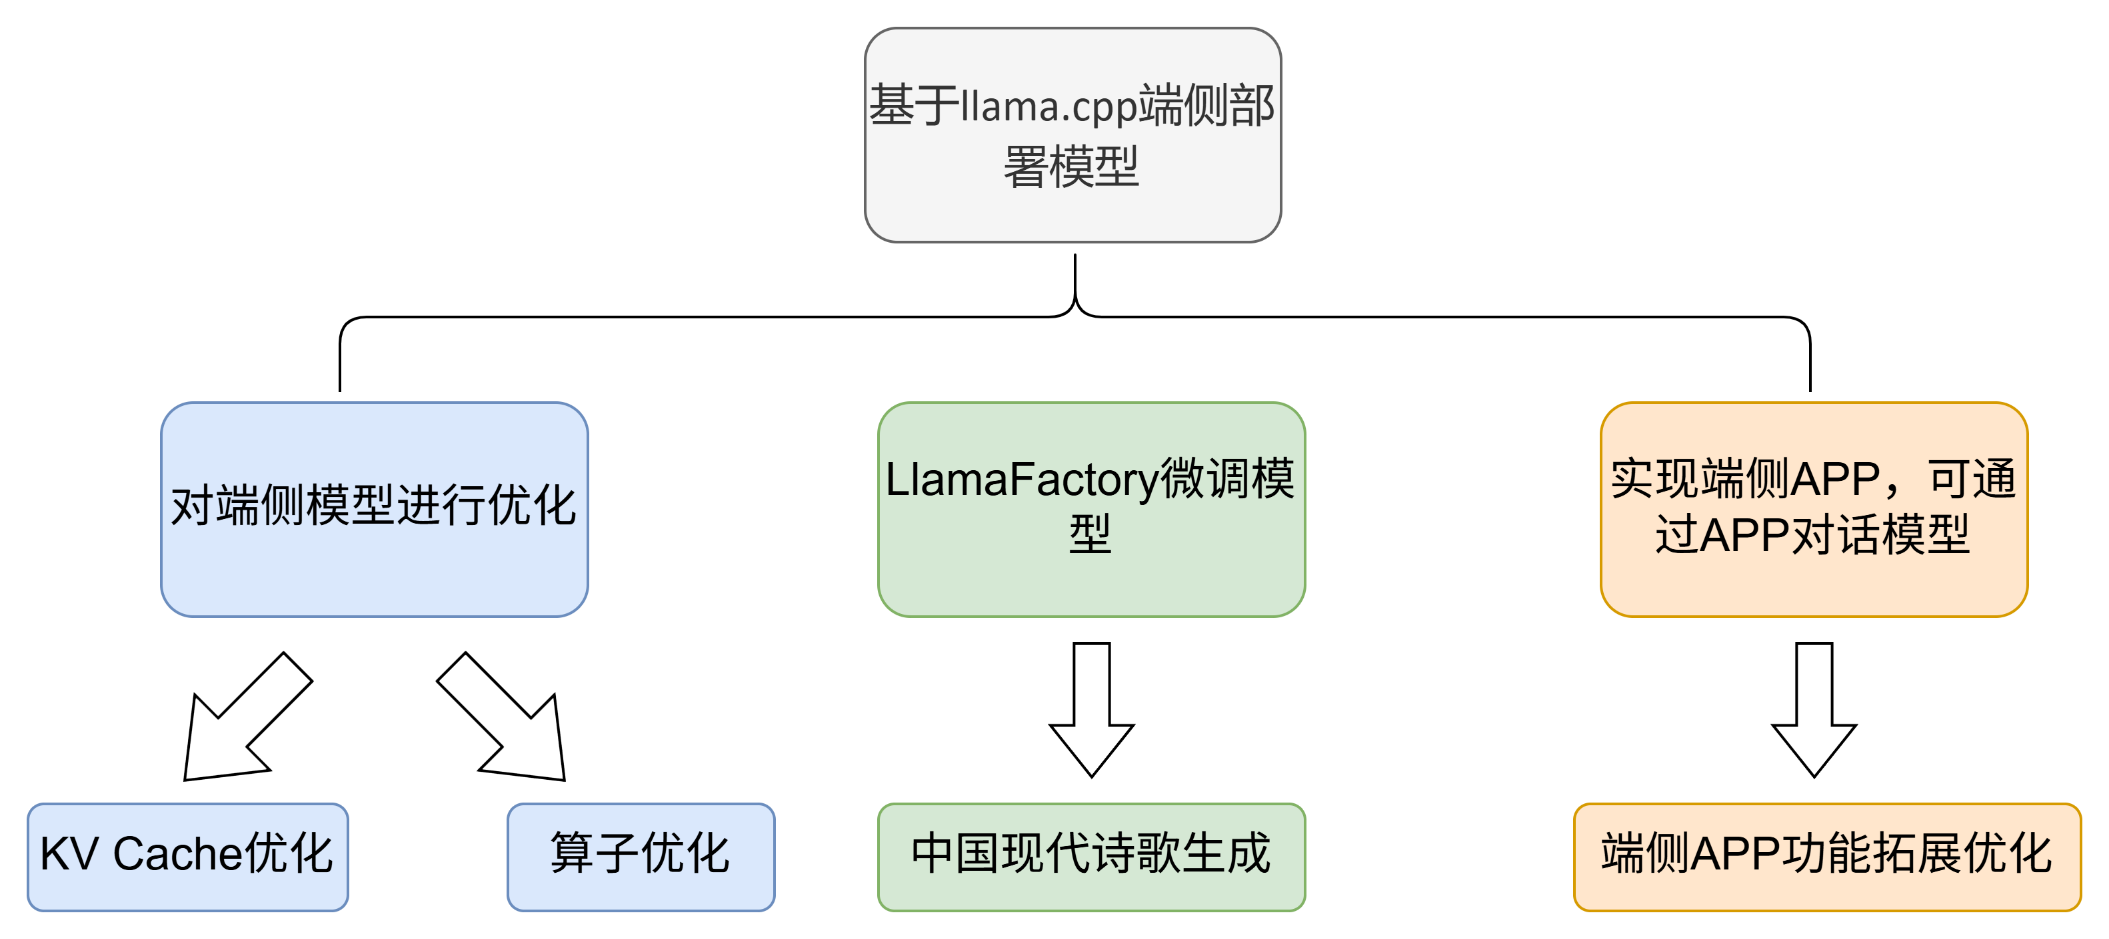 基于llama.cpp端侧部
署模型
对端侧模型进行优化
LlamaFactory微调模
型
实现端侧APP，可通
过APP对话模型
KV Cache优化
算子优化
中国现代诗歌生成
端侧APP功能拓展优化